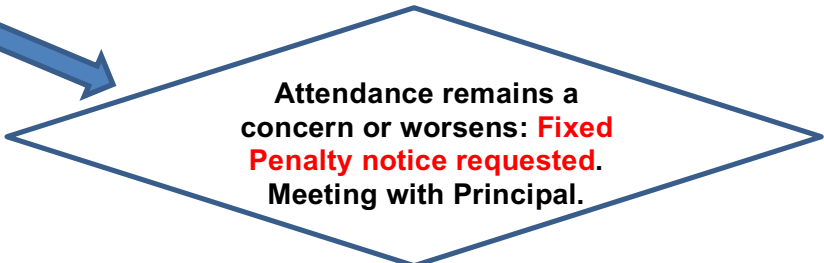 Attendance remains a
concern or worsens: Fixed
Penalty notice requested.
Meeting with Principal.